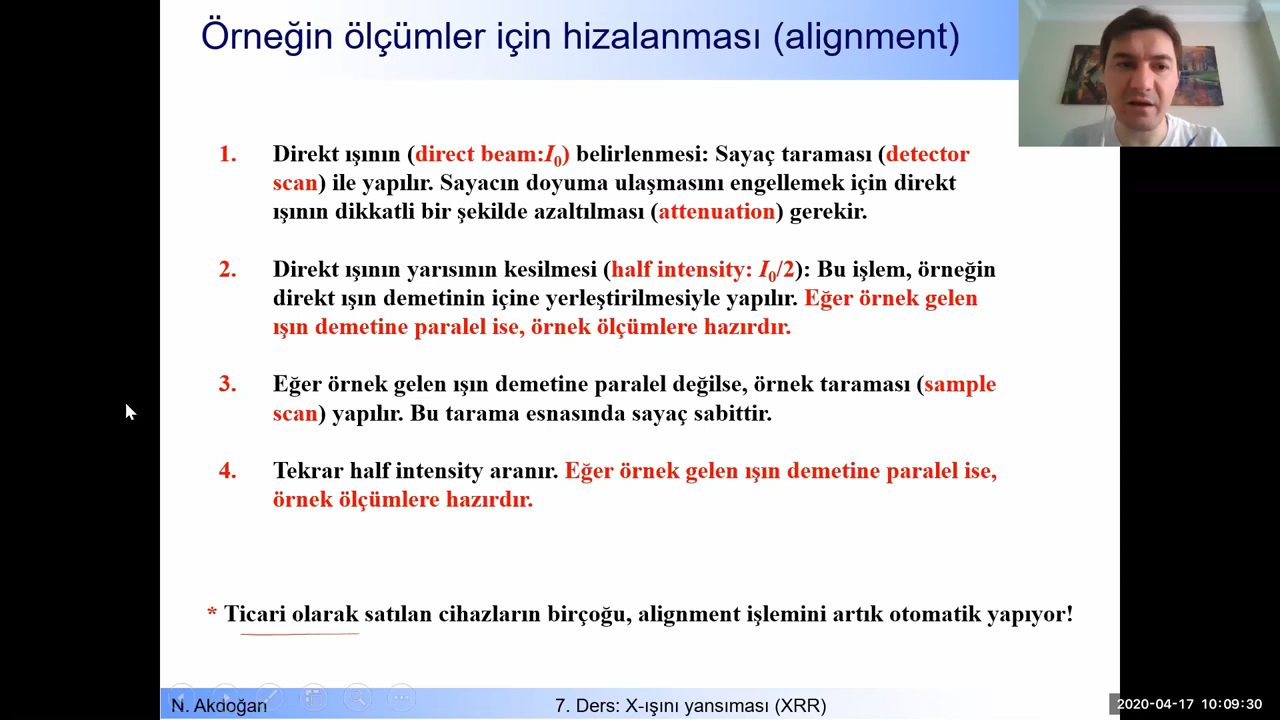 Örneğin ölçümler için hizalanması (alignment)
1. Direkt ışının (direct beam:I0) belirlenmesi: Sayaç taraması (detector
scan) ile yapılır. Sayacın doyuma ulaşmasını engellemek için direkt
ışının dikkatli bir şekilde azaltılması (attenuation) gerekir.
2. Direkt ışının yarısının kesilmesi (half intensity: I0/2): Bu işlem, örneğin
direkt ışın demetinin içine yerleştirilmesiyle yapılır. Eğer örnek gelen
ışın demetine paralel ise, örnek ölçümlere hazırdır.
3. Eğer örnek gelen ışın demetine paralel değilse, örnek taraması (sample
scan) yapılır. Bu tarama esnasında sayaç sabittir.
4. Tekrar half intensity aranır. Eğer örnek gelen ışın demetine paralel ise,
örnek ölçümlere hazırdır.
* Ticari olarak satılan cihazların birçoğu, alignment işlemini artık otomatik yapıyor!
N. Akdoğan
7. Ders: X-ışını yansıması (XRR)
2020-04-17 10:09:30